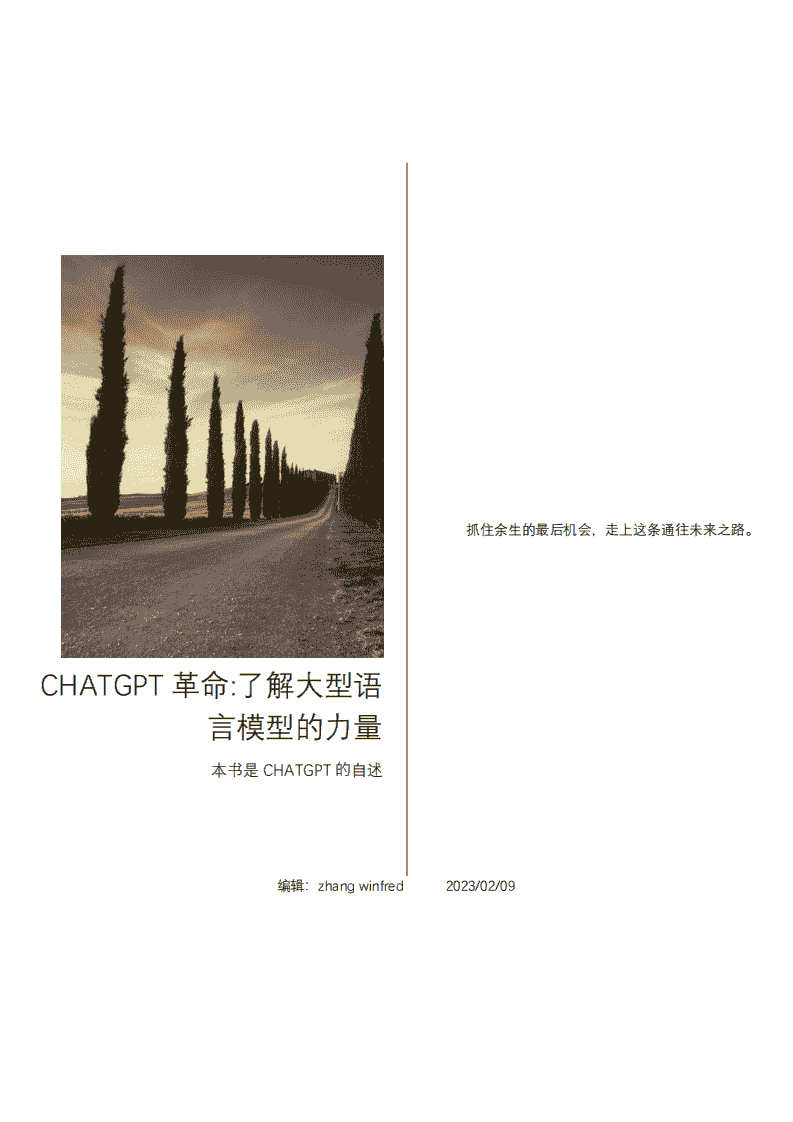 抓住余生的最后机会，走上这条通往未来之路。
CHATGPT 革命:了解大型语
言模型的力量
本书是 CHATGPT 的自述
编辑：zhang winfred
2023/02/09